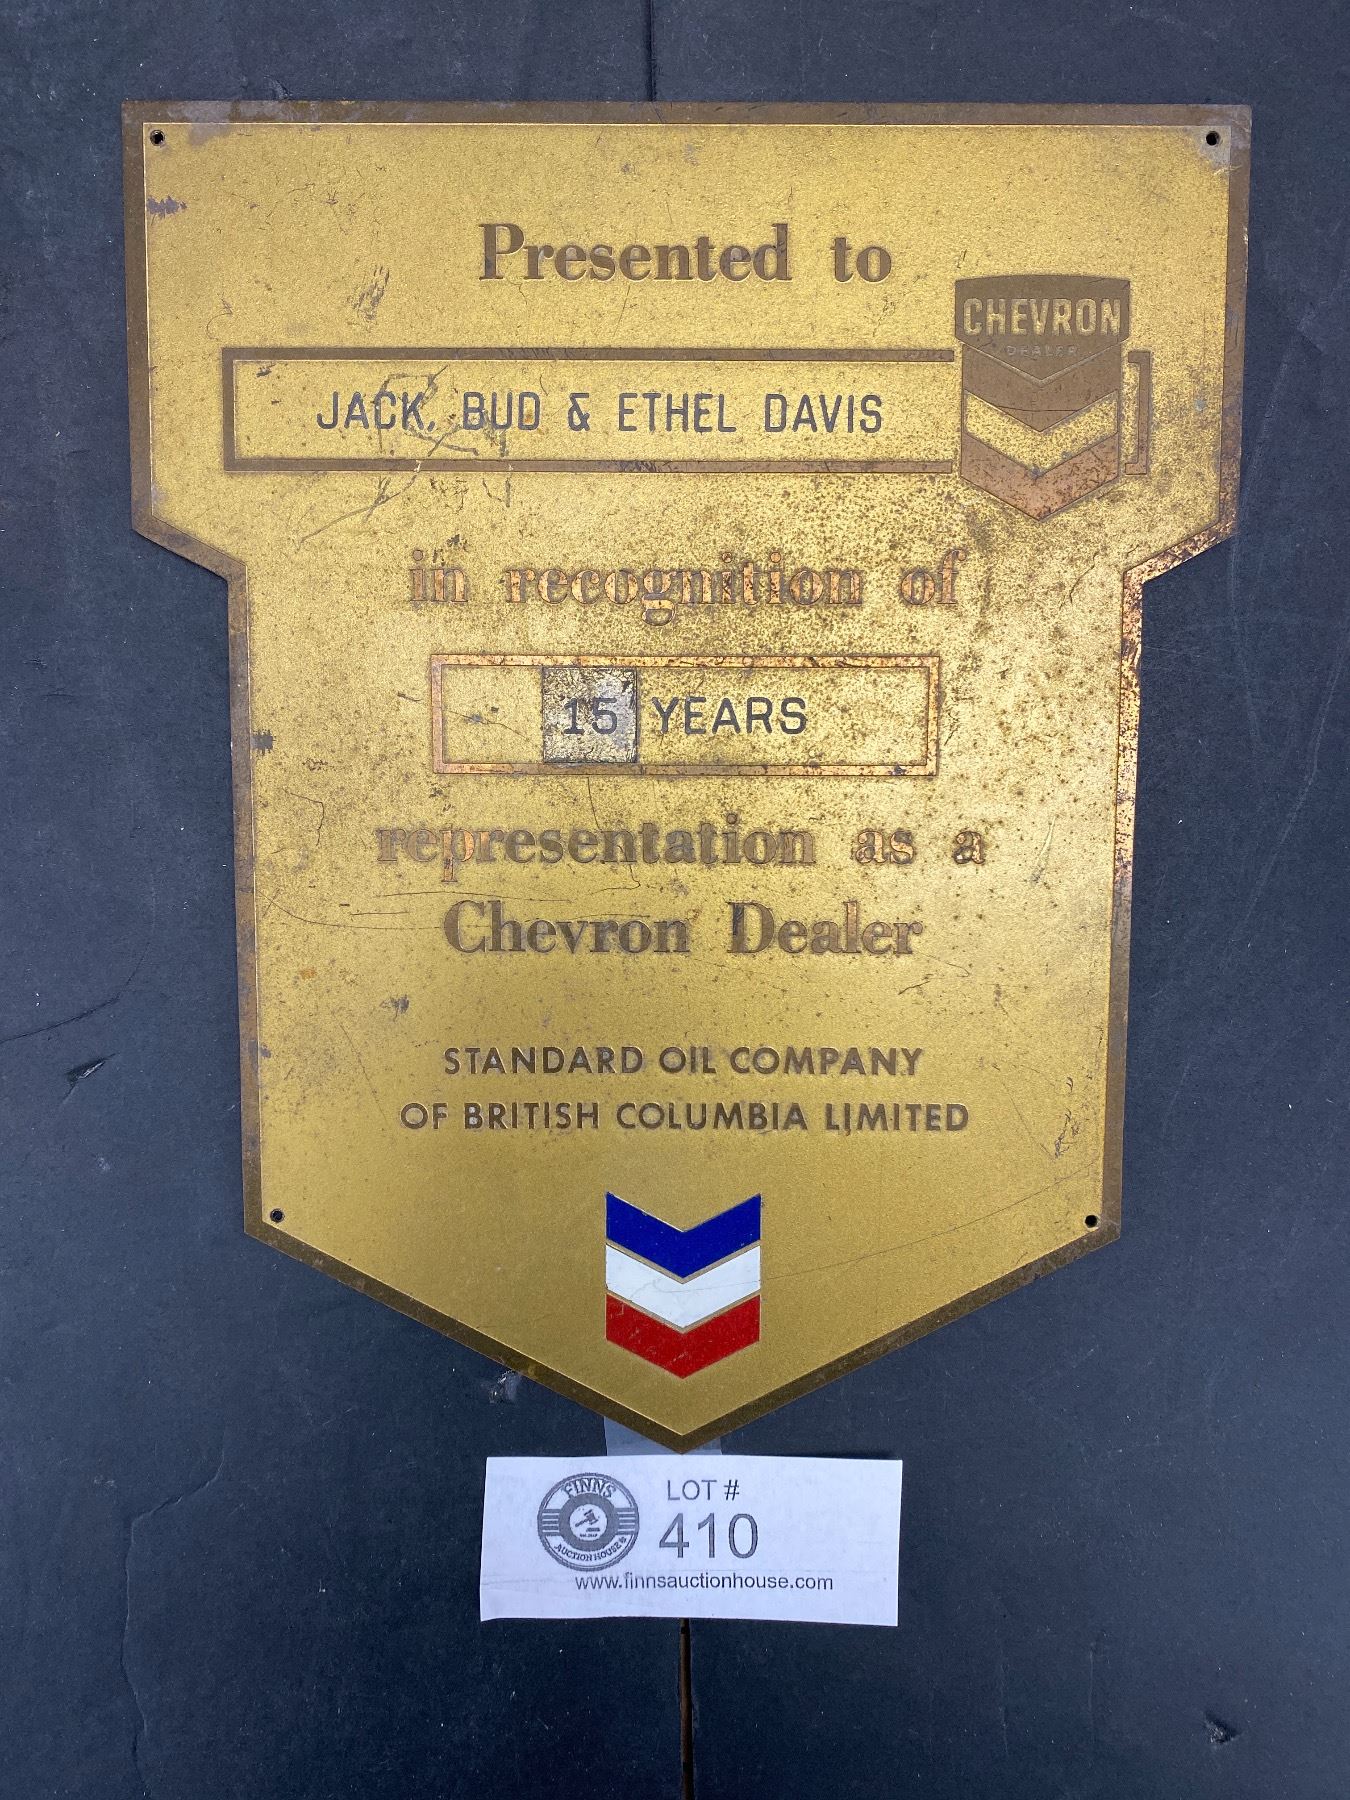 Presented to
CHEVRON
DEALER
JACK, BUD & ETHEL DAVIS
in recognition of
15 YEARS
representation as a
Chevron Dealer
STANDARD OIL COMPANY
OF BRITISH COLUMBIA LIMITED
FINNS
AUCTION HOUSE
LOT #
410
www.finnsauctionhouse.com